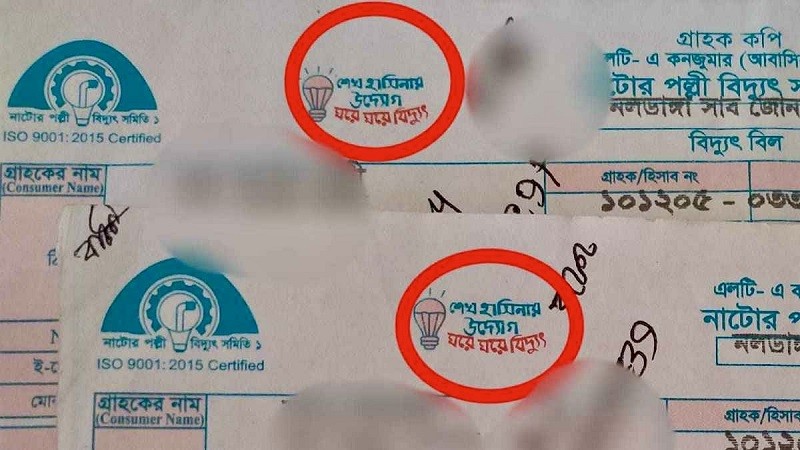 শেখ হাসিনার
উদ্যোগ
ঘরে ঘরে বিদ্যুৎ
নাটোর পল্লী বিদ্যুৎ সমিতি ১
ISO 9001: 2015 Certified
গ্রাহকের নাম
(Consumer Name)
গ্রাহক কপি
এলটি- এ কনজুমার (আবাসি
নাটোর পল্লী বিদ্যুৎ স
নলডাঙ্গা সাব জোন
বিদ্যুৎ বিল
গ্রাহক/হিসাব নং
১০১২০৫ - ০৭৩
শেখ হাসিনার
উদ্যোগ
ঘরে ঘরে বিদ্যুৎ
নাটোর পল্লী বিদ্যুৎ সমিতি ১
ISO 9001: 2015 Certified
গ্রাহকের নাম
(Consumer Name)
এলটি- এ ক
নাটোর প
নলডা
গ্রাহক/হিসা